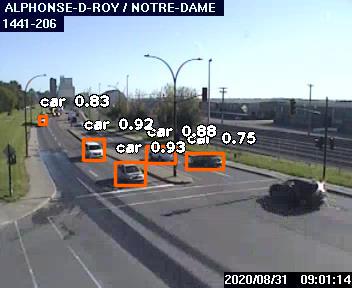 ALPHONSE-D-ROY / NOTRE-DAME
1441-206
car 0.83
car 0.92
car 0.88
car 0.75
car 0.93
2020/08/31 09:01:14